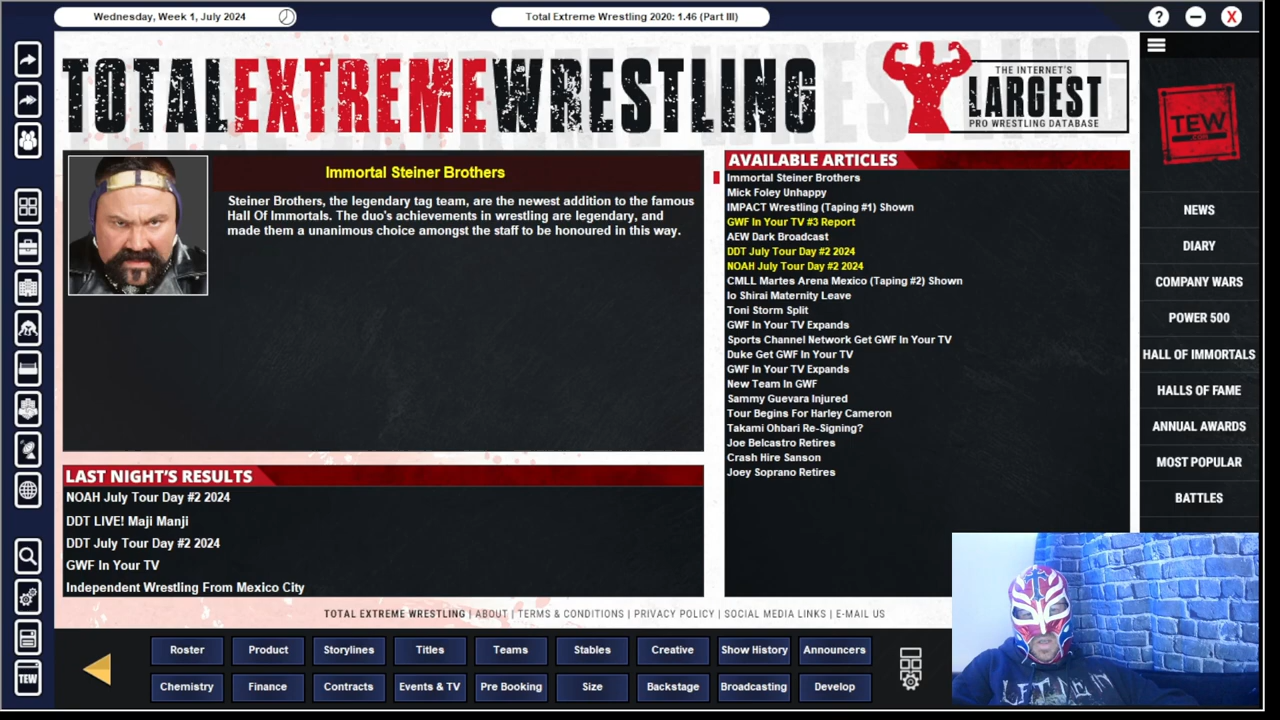 Wednesday, Week 1, July 2024
Total Extreme Wrestling 2020: 1.46 (Part III)
?
X
TOTALEXTREMEWRESTLING
THE INTERNET'S
LARGEST
PRO WRESTLING DATABASE
TEW
.COM
Immortal Steiner Brothers
Steiner Brothers, the legendary tag team, are the newest addition to the famous
Hall Of Immortals. The duo's achievements in wrestling are legendary, and
made them a unanimous choice amongst the staff to be honoured in this way.
AVAILABLE ARTICLES
Immortal Steiner Brothers
Mick Foley Unhappy
IMPACT Wrestling (Taping #1) Shown
GWF In Your TV #3 Report
AEW Dark Broadcast
DDT July Tour Day #2 2024
NOAH July Tour Day #2 2024
CMLL Martes Arena Mexico (Taping #2) Shown
Io Shirai Maternity Leave
Toni Storm Split
GWF In Your TV Expands
Sports Channel Network Get GWF In Your TV
Duke Get GWF In Your TV
GWF In Your TV Expands
New Team In GWF
Sammy Guevara Injured
Tour Begins For Harley Cameron
Takami Ohbari Re-Signing?
Joe Belcastro Retires
Crash Hire Sanson
Joey Soprano Retires
NEWS
DIARY
COMPANY WARS
POWER 500
HALL OF IMMORTALS
HALLS OF FAME
ANNUAL AWARDS
MOST POPULAR
BATTLES
LAST NIGHT'S RESULTS
NOAH July Tour Day #2 2024
DDT LIVE! Maji Manji
DDT July Tour Day #2 2024
GWF In Your TV
Independent Wrestling From Mexico City
TOTAL EXTREME WRESTLING | ABOUT | TERMS & CONDITIONS | PRIVACY POLICY | SOCIAL MEDIA LINKS | E-MAIL US
Roster
Product
Storylines
Titles
Teams
Stables
Creative
Show History
Announcers
Chemistry
Finance
Contracts
Events & TV
Pre Booking
Size
Backstage
Broadcasting
Develop
TEW